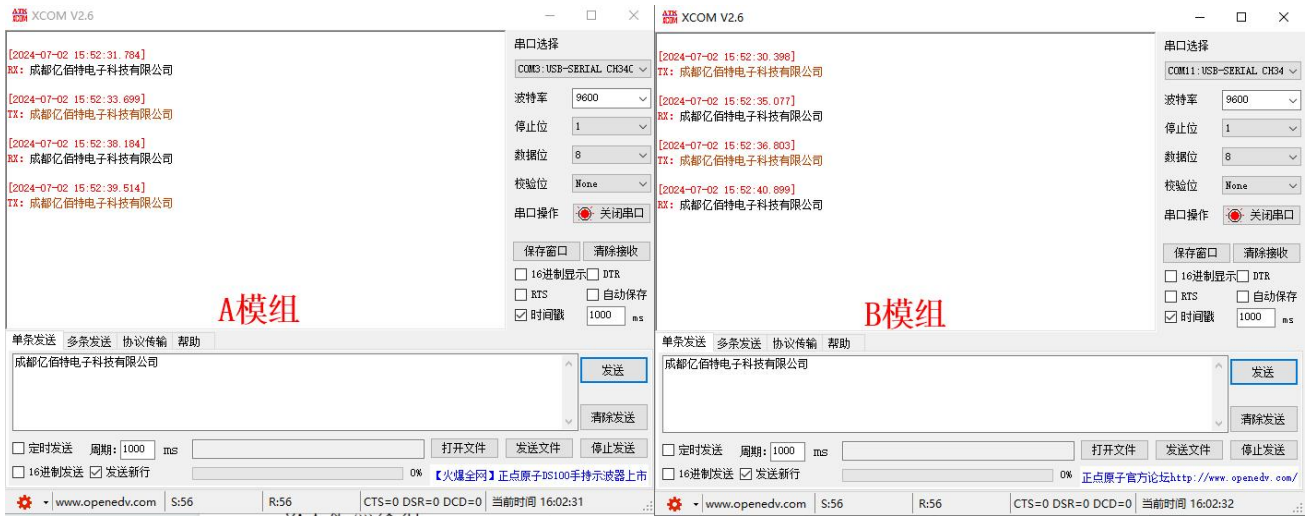 ATK XCOM XCOM V2.6
[2024-07-02 15:52:31.784]
RX: 成都亿佰特电子科技有限公司
[2024-07-02 15:52:33.699]
TX: 成都亿佰特电子科技有限公司
[2024-07-02 15:52:38.184]
RX: 成都亿佰特电子科技有限公司
[2024-07-02 15:52:39.514]
TX: 成都亿佰特电子科技有限公司
A模组
串口选择
COM3:USB-SERIAL CH34C
波特率 9600
停止位 1
数据位 8
校验位 None
串口操作 关闭串口
保存窗口 清除接收
16进制显示 DTR
RTS 自动保存
时间戳 1000 ms
单条发送 多条发送 协议传输 帮助
成都亿佰特电子科技有限公司
发送
清除发送
定时发送 周期: 1000 ms 打开文件 发送文件 停止发送
16进制发送 发送新行 0% 【火爆全网】正点原子DS100手持示波器上市
www.openedv.com S:56 R:56 CTS=0 DSR=0 DCD=0 当前时间 16:02:31
ATK XCOM XCOM V2.6
[2024-07-02 15:52:30.398]
TX: 成都亿佰特电子科技有限公司
[2024-07-02 15:52:35.077]
RX: 成都亿佰特电子科技有限公司
[2024-07-02 15:52:36.803]
TX: 成都亿佰特电子科技有限公司
[2024-07-02 15:52:40.899]
RX: 成都亿佰特电子科技有限公司
B模组
串口选择
COM11:USB-SERIAL CH34
波特率 9600
停止位 1
数据位 8
校验位 None
串口操作 关闭串口
保存窗口 清除接收
16进制显示 DTR
RTS 自动保存
时间戳 1000 ms
单条发送 多条发送 协议传输 帮助
成都亿佰特电子科技有限公司
发送
清除发送
定时发送 周期: 1000 ms 打开文件 发送文件 停止发送
16进制发送 发送新行 0% 正点原子官方论坛http://www.openedv.com/
www.openedv.com S:56 R:56 CTS=0 DSR=0 DCD=0 当前时间 16:02:32